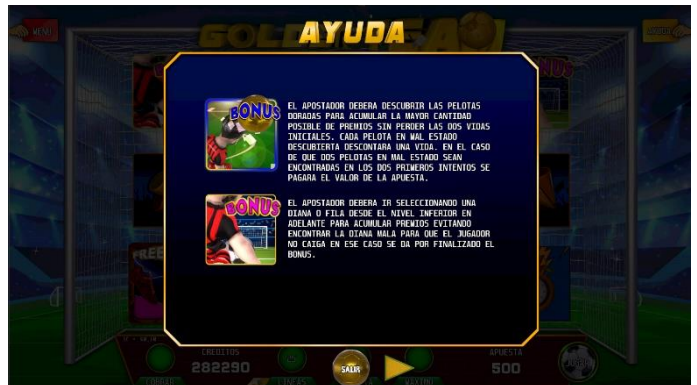 MENU
AYUDA
BONUS
EL APOSTADOR DEBERA DESCUBRIR LAS PELOTAS
DORADAS PARA ACUMULAR LA MAYOR CANTIDAD
POSIBLE DE PREMIOS SIN PERDER LAS DOS VIDAS
INICIALES. CADA PELOTA EN MAL ESTADO
DESCUBIERTA DESCONTARA UNA VIDA. EN EL CASO
DE QUE DOS PELOTAS EN MAL ESTADO SEAN
ENCONTRADAS EN LOS DOS PRIMEROS INTENTOS SE
PAGARA EL VALOR DE LA APUESTA.
BONUS
EL APOSTADOR DEBERA IR SELECCIONANDO UNA
DIANA O FILA DESDE EL NIVEL INFERIOR EN
ADELANTE PARA ACUMULAR PREMIOS EVITANDO
ENCONTRAR LA DIANA MALA PARA QUE EL JUGADOR
NO CAIGA EN ESE CASO SE DA POR FINALIZADO EL
BONUS.
FREE
CREDITOS
282290
SALIR
APUESTA
500
COBRAR
LINEAS
MAXIMO